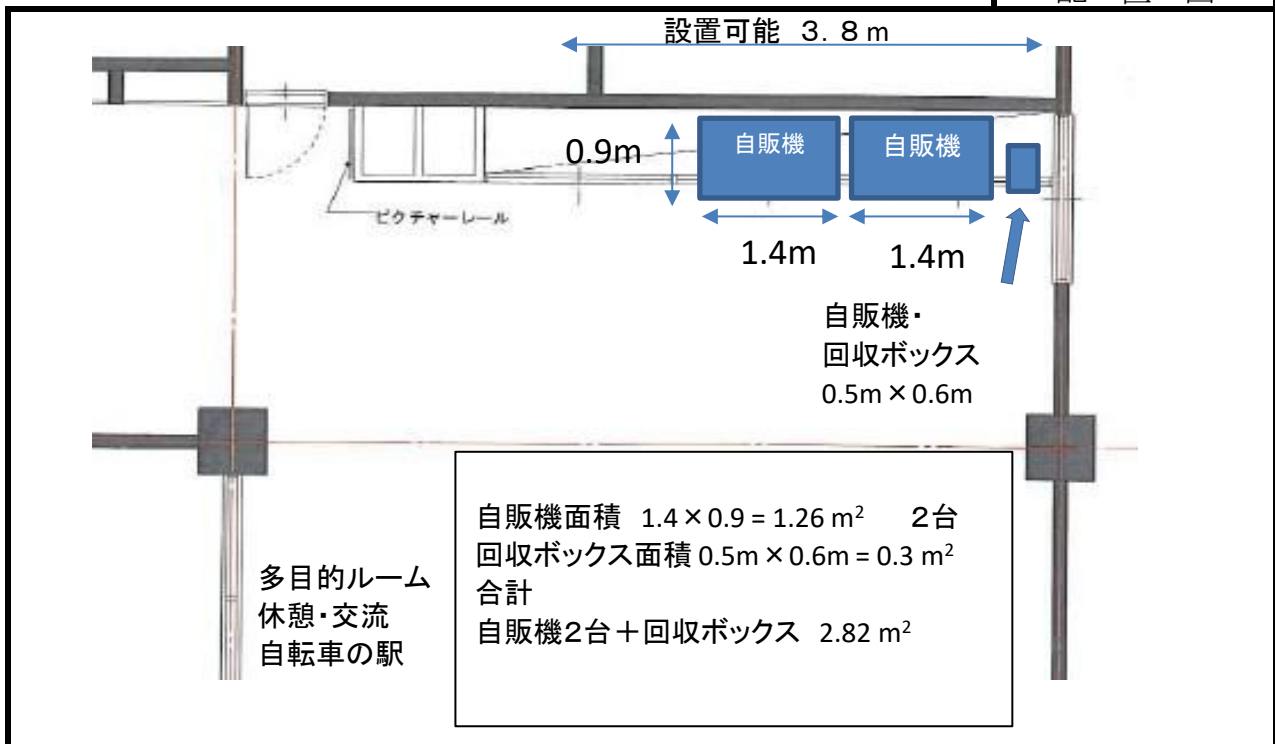 設置可能 3.8m
0.9m
自販機
自販機
ピクチャーレール
1.4m
1.4m
自販機・
回収ボックス
0.5m×0.6m
自販機面積 1.4×0.9=1.26 m² 2台
回収ボックス面積0.5m×0.6m=0.3 m²
合計
自販機2台+回収ボックス 2.82 m²
多目的ルーム
休憩・交流
自転車の駅